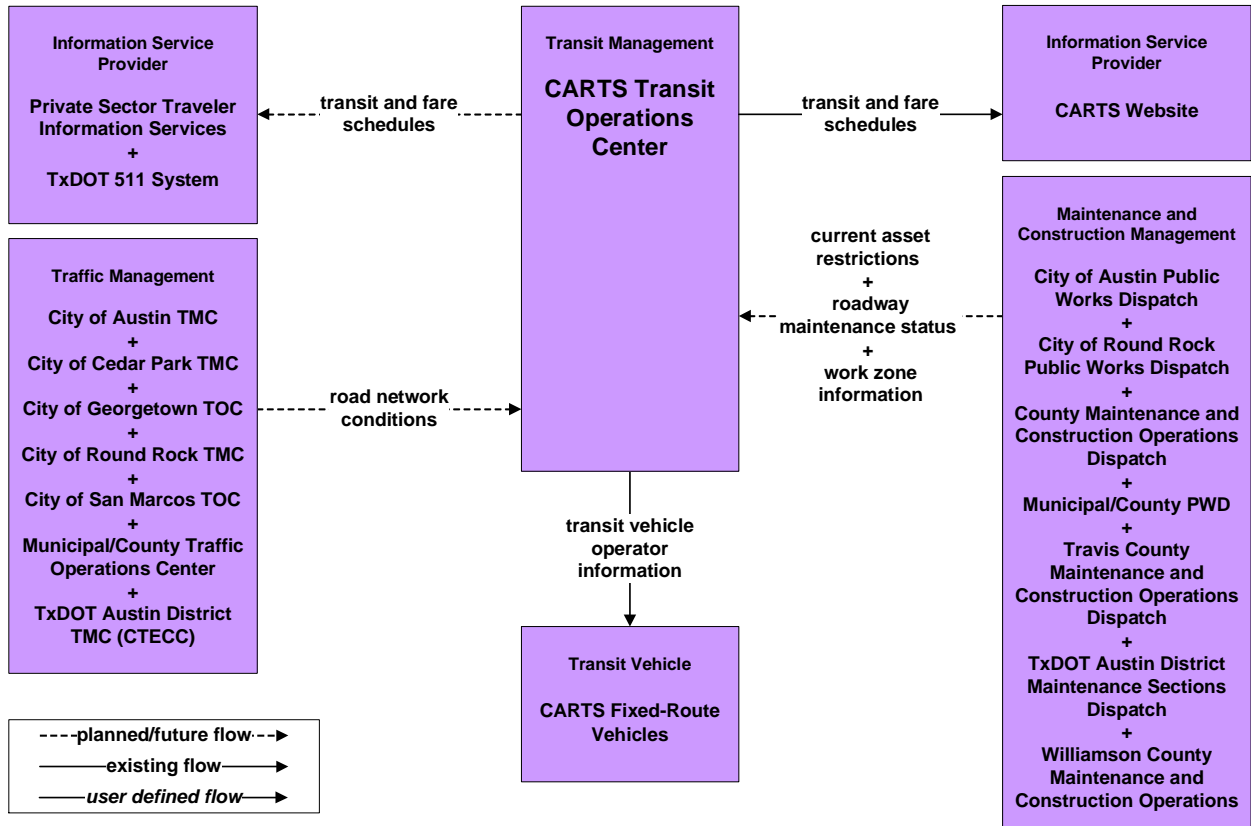 Information Service
Provider
Private Sector Traveler
Information Services
+
TxDOT 511 System
transit and fare
schedules
Transit Management
CARTS Transit
Operations
Center
transit and fare
schedules
Information Service
Provider
CARTS Website
Traffic Management
City of Austin TMC
+
City of Cedar Park TMC
+
City of Georgetown TOC
+
City of Round Rock TMC
+
City of San Marcos TOC
+
Municipal/County Traffic
Operations Center
+
TxDOT Austin District
TMC (CTECC)
road network
conditions
current asset
restrictions
+
roadway
maintenance status
+
work zone
information
Maintenance and
Construction Management
City of Austin Public
Works Dispatch
+
City of Round Rock
Public Works Dispatch
+
County Maintenance and
Construction Operations
Dispatch
+
Municipal/County PWD
+
Travis County
Maintenance and
Construction Operations
Dispatch
+
TxDOT Austin District
Maintenance Sections
Dispatch
+
Williamson County
Maintenance and
Construction Operations
transit vehicle
operator
information
Transit Vehicle
CARTS Fixed-Route
Vehicles
planned/future flow
existing flow
user defined flow